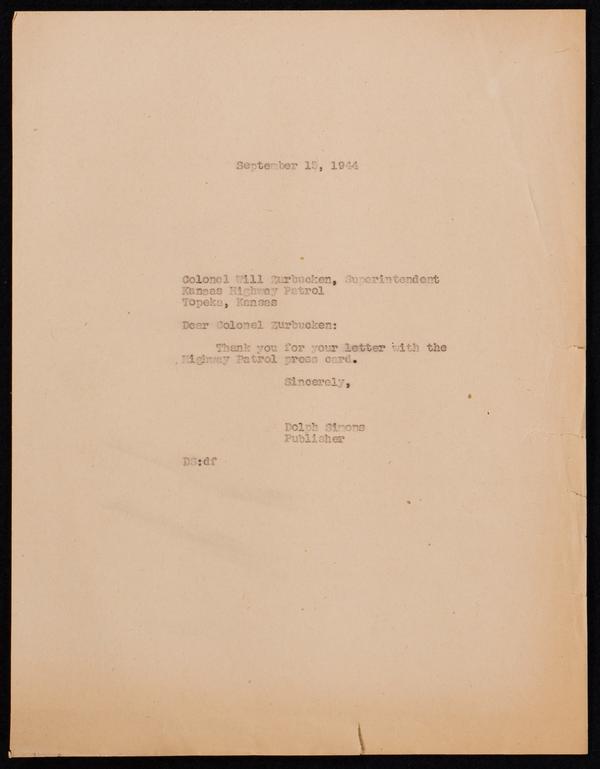 September 13, 1944
Colonel Will Zurbucken, Superintendent
Kansas Highway Patrol
Topeka, Kansas
Dear Colonel Zurbucken:
Thank you for your letter with the
Highway Patrol press card.
Sincerely,
Dolph Simons
Publisher
DS:df